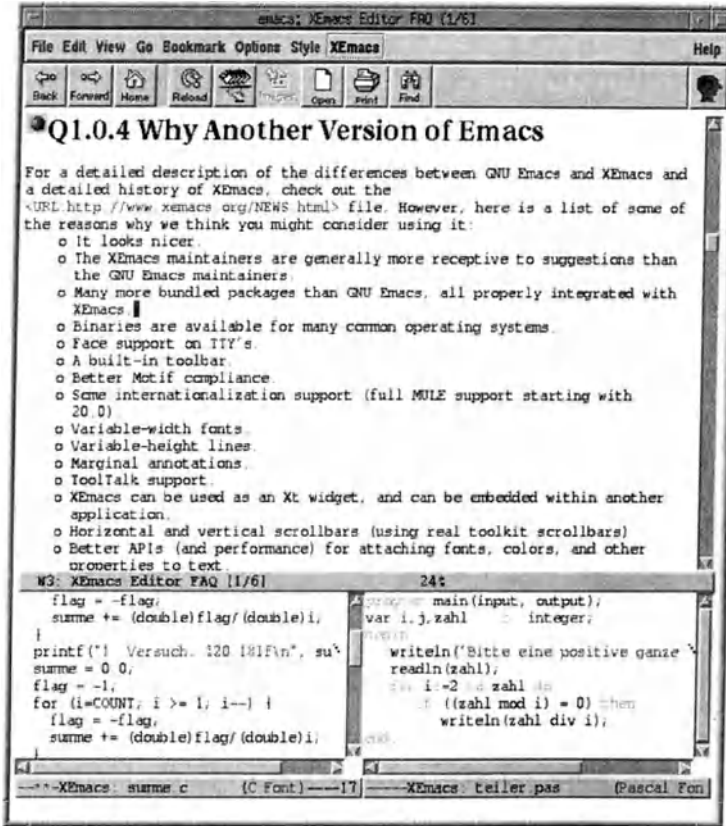 emacs: XEmacs Editor FAQ [1/6]
File Edit View Go Bookmark Options Style XEmacs Help
Back Forward Home Reload Open Print Find
Q1.0.4 Why Another Version of Emacs
For a detailed description of the differences between GNU Emacs and XEmacs and
a detailed history of XEmacs, check out the
<URL:http://www.xemacs.org/NEWS.html> file. However, here is a list of some of
the reasons why we think you might consider using it:
o It looks nicer.
o The XEmacs maintainers are generally more receptive to suggestions than
the GNU Emacs maintainers.
o Many more bundled packages than GNU Emacs, all properly integrated with
XEmacs.
o Binaries are available for many common operating systems.
o Face support on TTY's.
o A built-in toolbar.
o Better Motif compliance.
o Some internationalization support (full MULE support starting with
20.0)
o Variable-width fonts.
o Variable-height lines.
o Marginal annotations.
o ToolTalk support.
o XEmacs can be used as an Xt widget, and can be embedded within another
application.
o Horizontal and vertical scrollbars (using real toolkit scrollbars)
o Better APIs (and performance) for attaching fonts, colors, and other
properties to text.
W3: XEmacs Editor FAQ [1/6] 24%
flag = -flag;
summe += (double)flag/(double)i;
}
printf("1. Versuch: %20.18lf\n", su
summe = 0.0;
flag = -1;
for (i=COUNT; i >= 1; i--) {
flag = -flag;
summe += (double)flag/(double)i;
}
--**-XEmacs: summe.c (C Font)----17
program main(input, output);
var i,j,zahl : integer;
begin
writeln('Bitte eine positive ganze
readln(zahl);
for i:=2 to zahl do
if ((zahl mod i) = 0) then
writeln(zahl div i);
end.
-----XEmacs: teiler.pas (Pascal Fon